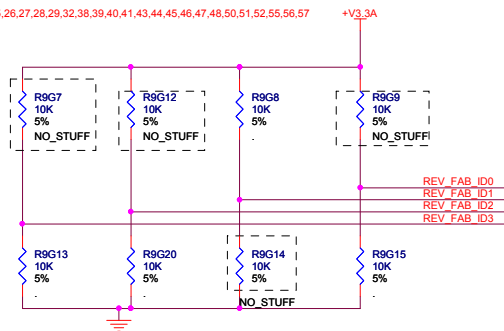 ,26,27,28,29,32,38,39,40,41,43,44,45,46,47,48,50,51,52,55,56,57
+V3.3A
R9G7
10K
5%
NO_STUFF
R9G12
10K
5%
NO_STUFF
R9G8
10K
5%
.
R9G9
10K
5%
NO_STUFF
REV_FAB_ID0
REV_FAB_ID1
REV_FAB_ID2
REV_FAB_ID3
R9G13
10K
5%
.
R9G20
10K
5%
.
R9G14
10K
5%
NO_STUFF
R9G15
10K
5%
.